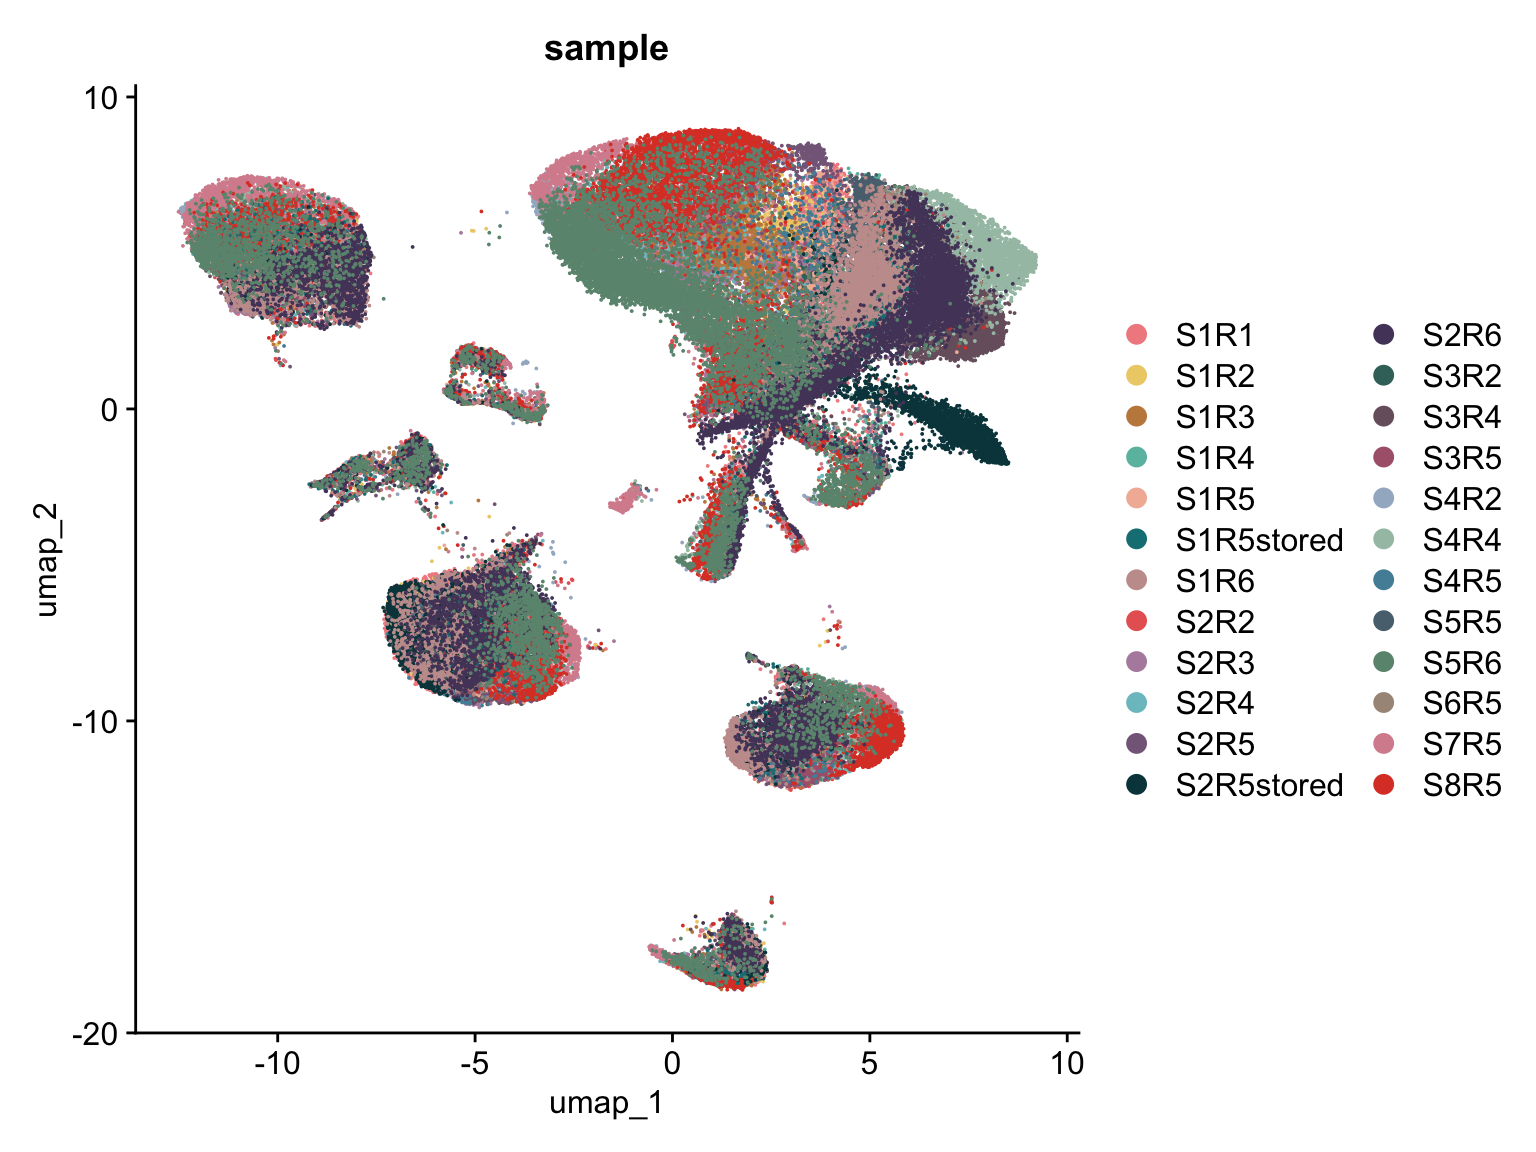 sample
10
0
-10
-20
umap_2
-10
-5
0
5
10
umap_1
S1R1
S1R2
S1R3
S1R4
S1R5
S1R5stored
S1R6
S2R2
S2R3
S2R4
S2R5
S2R5stored
S2R6
S3R2
S3R4
S3R5
S4R2
S4R4
S4R5
S5R5
S5R6
S6R5
S7R5
S8R5